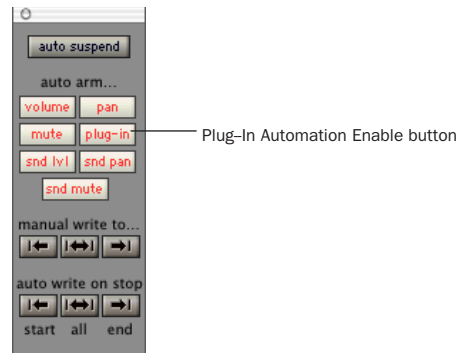 auto suspend
auto arm...
volume pan
mute plug-in
Plug–In Automation Enable button
snd lvl snd pan
snd mute
manual write to...
auto write on stop
start all end